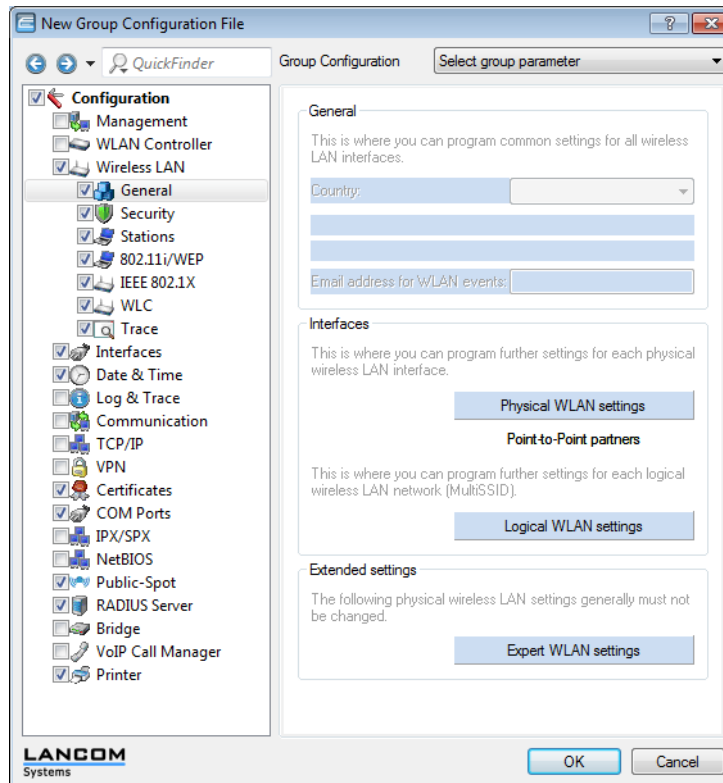 New Group Configuration File
QuickFinder
Group Configuration
Select group parameter
Configuration
Management
WLAN Controller
Wireless LAN
General
Security
Stations
802.11i/WEP
IEEE 802.1X
WLC
Trace
Interfaces
Date & Time
Log & Trace
Communication
TCP/IP
VPN
Certificates
COM Ports
IPX/SPX
NetBIOS
Public-Spot
RADIUS Server
Bridge
VoIP Call Manager
Printer
General
This is where you can program common settings for all wireless
LAN interfaces.
Country:
Email address for WLAN events:
Interfaces
This is where you can program further settings for each physical
wireless LAN interface.
Physical WLAN settings
Point-to-Point partners
This is where you can program further settings for each logical
wireless LAN network (MultiSSID).
Logical WLAN settings
Extended settings
The following physical wireless LAN settings generally must not
be changed.
Expert WLAN settings
LANCOM
Systems
OK
Cancel